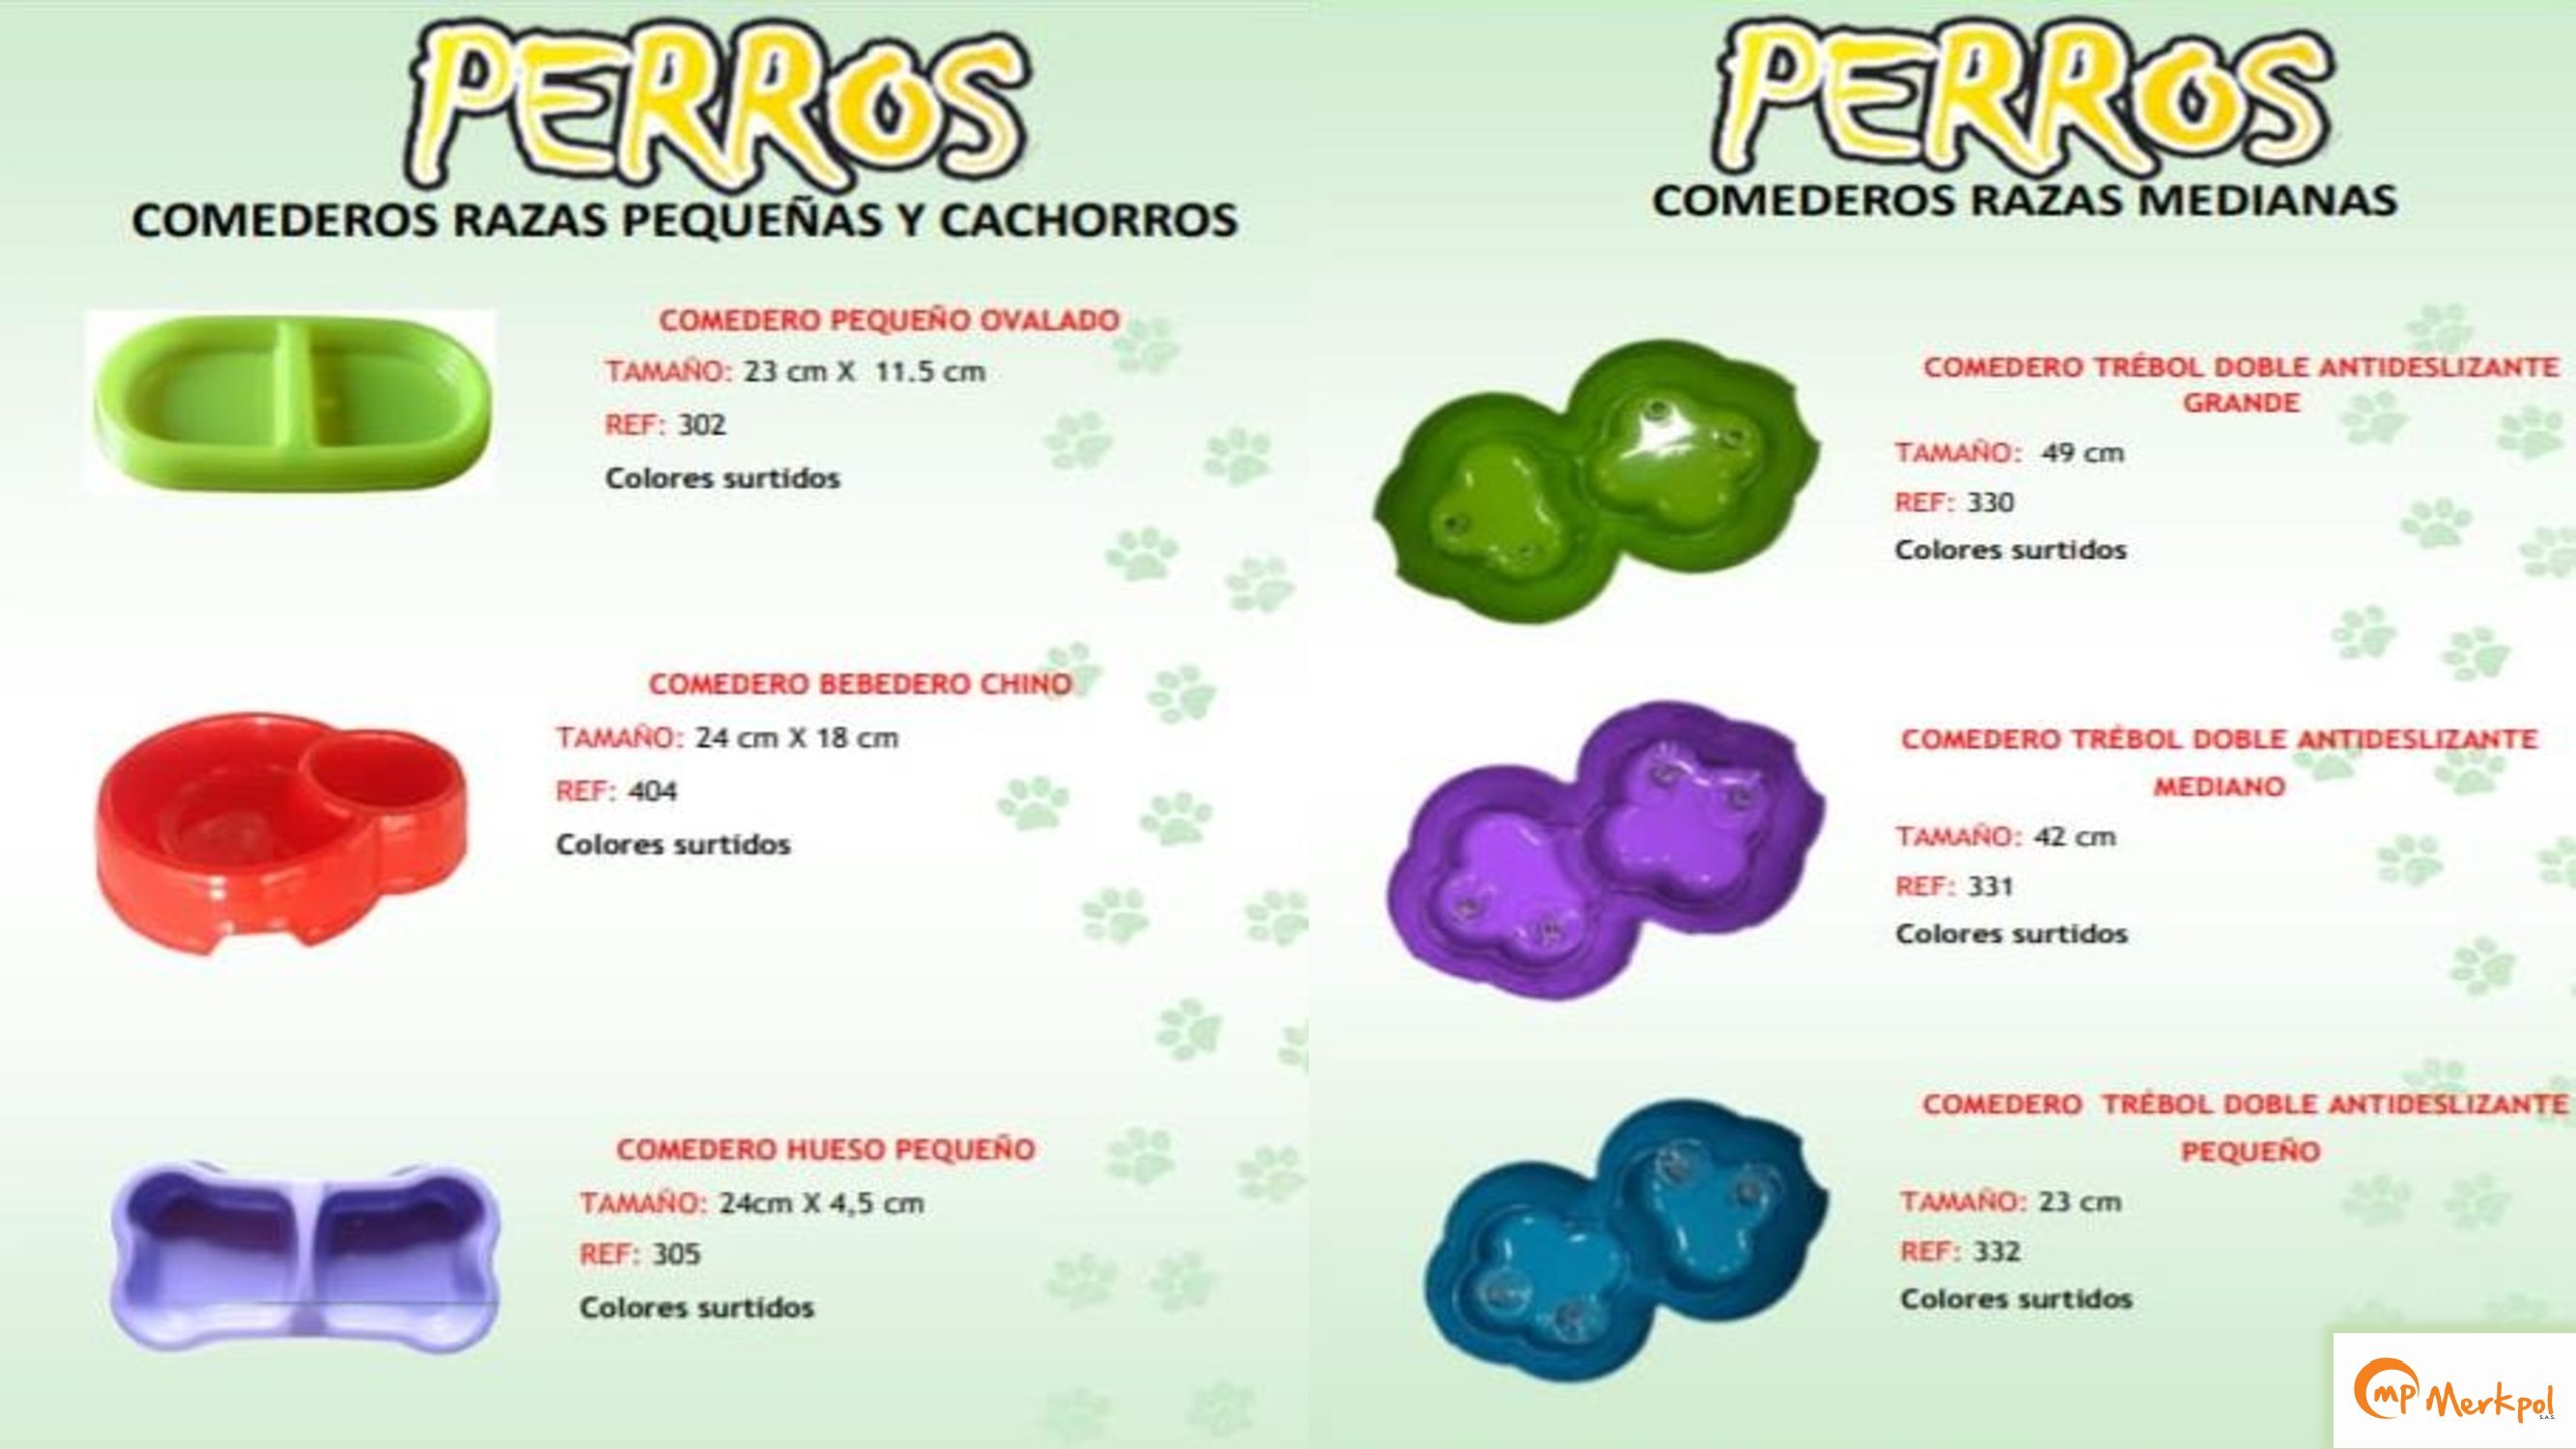 PERROS
COMEDEROS RAZAS PEQUEÑAS Y CACHORROS
COMEDERO PEQUEÑO OVALADO
TAMAÑO: 23 cm X 11.5 cm
REF: 302
Colores surtidos
COMEDERO BEBEDERO CHINO
TAMAÑO: 24 cm X 18 cm
REF: 404
Colores surtidos
COMEDERO HUESO PEQUEÑO
TAMAÑO: 24cm X 4,5 cm
REF: 305
Colores surtidos
PERROS
COMEDEROS RAZAS MEDIANAS
COMEDERO TRÉBOL DOBLE ANTIDESLIZANTE
GRANDE
TAMAÑO: 49 cm
REF: 330
Colores surtidos
COMEDERO TRÉBOL DOBLE ANTIDESLIZANTE
MEDIANO
TAMAÑO: 42 cm
REF: 331
Colores surtidos
COMEDERO TRÉBOL DOBLE ANTIDESLIZANTE
PEQUEÑO
TAMAÑO: 23 cm
REF: 332
Colores surtidos
mp Merkpol
S.A.S.